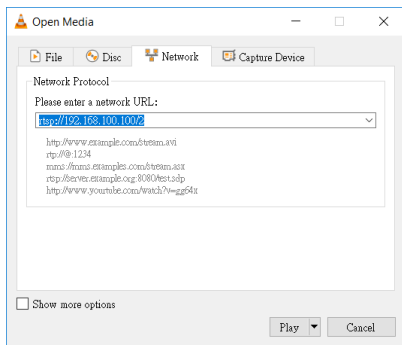 Open Media
File Disc Network Capture Device
Network Protocol
Please enter a network URL:
rtsp://192.168.100.100/2
http://www.example.com/stream.avi
rtp://@:1234
mms://mms.examples.com/stream.asx
rtsp://server.example.org:8080/test.sdp
http://www.yourtube.com/watch?v=gg64x
Show more options
Play Cancel